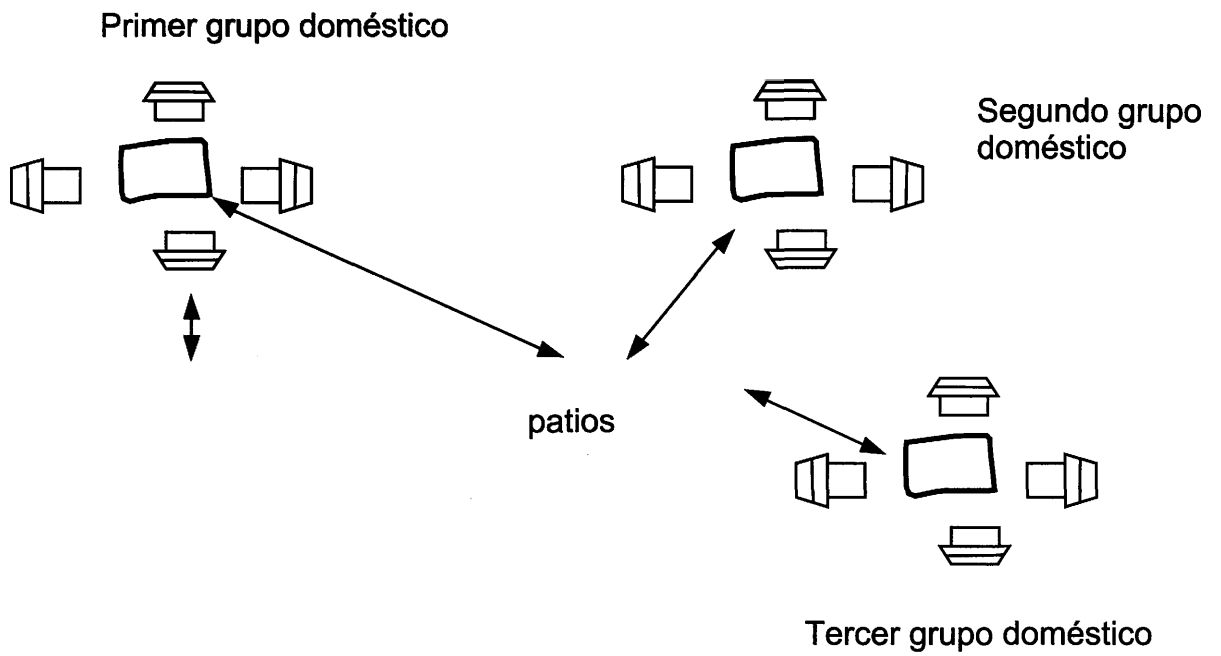 Primer grupo doméstico
Segundo grupo
doméstico
patios
Tercer grupo doméstico